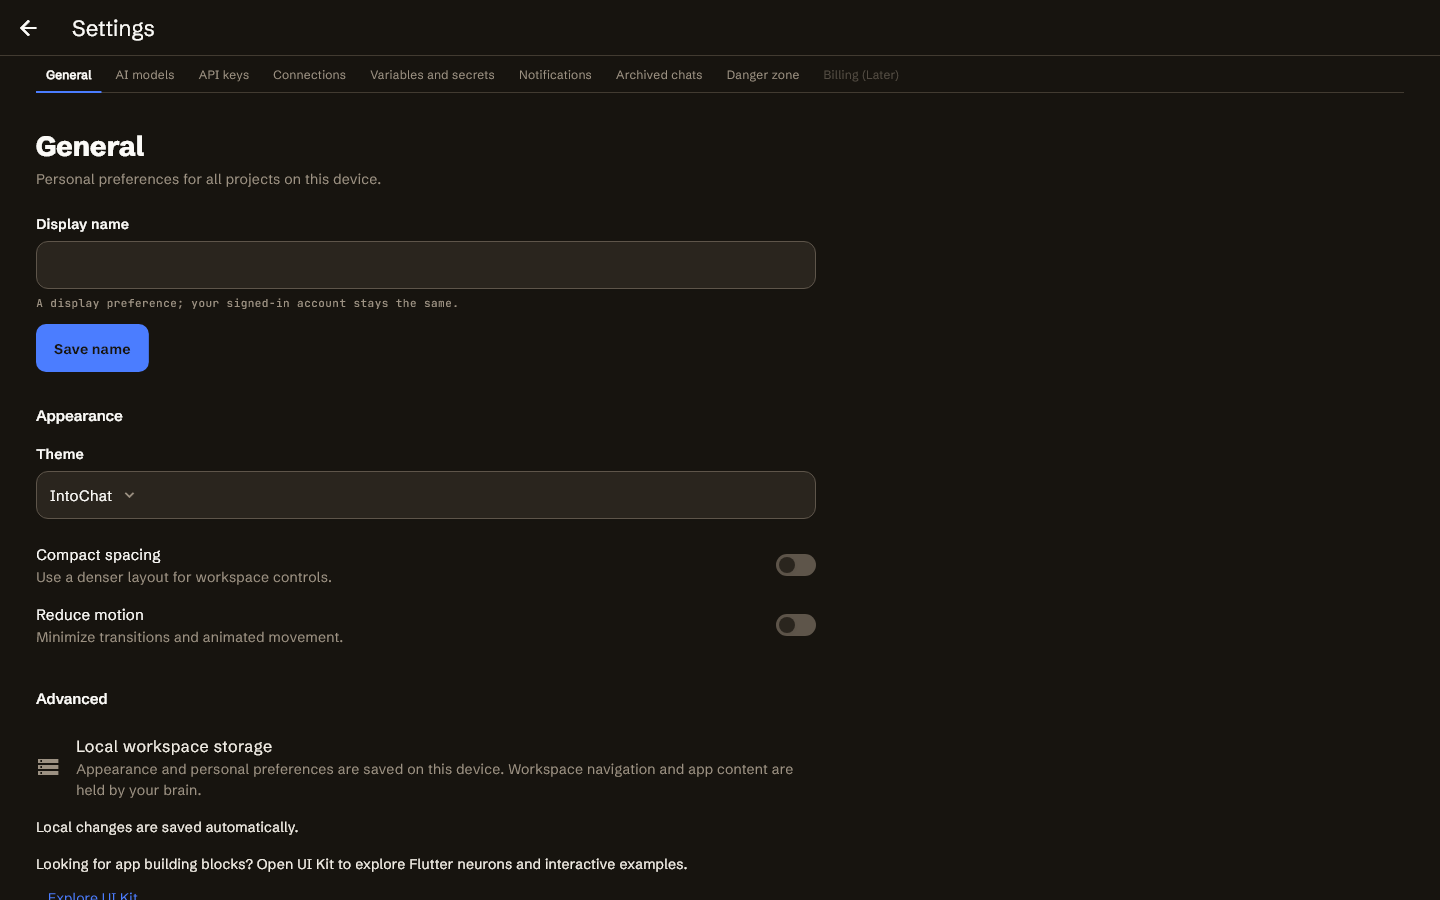 Settings
General
AI models
API keys
Connections
Variables and secrets
Notifications
Archived chats
Danger zone
Billing (Later)
General
Personal preferences for all projects on this device.
Display name
A display preference; your signed-in account stays the same.
Save name
Appearance
Theme
IntoChat
Compact spacing
Use a denser layout for workspace controls.
Reduce motion
Minimize transitions and animated movement.
Advanced
Local workspace storage
Appearance and personal preferences are saved on this device. Workspace navigation and app content are
held by your brain.
Local changes are saved automatically.
Looking for app building blocks? Open UI Kit to explore Flutter neurons and interactive examples.
Explore UI Kit